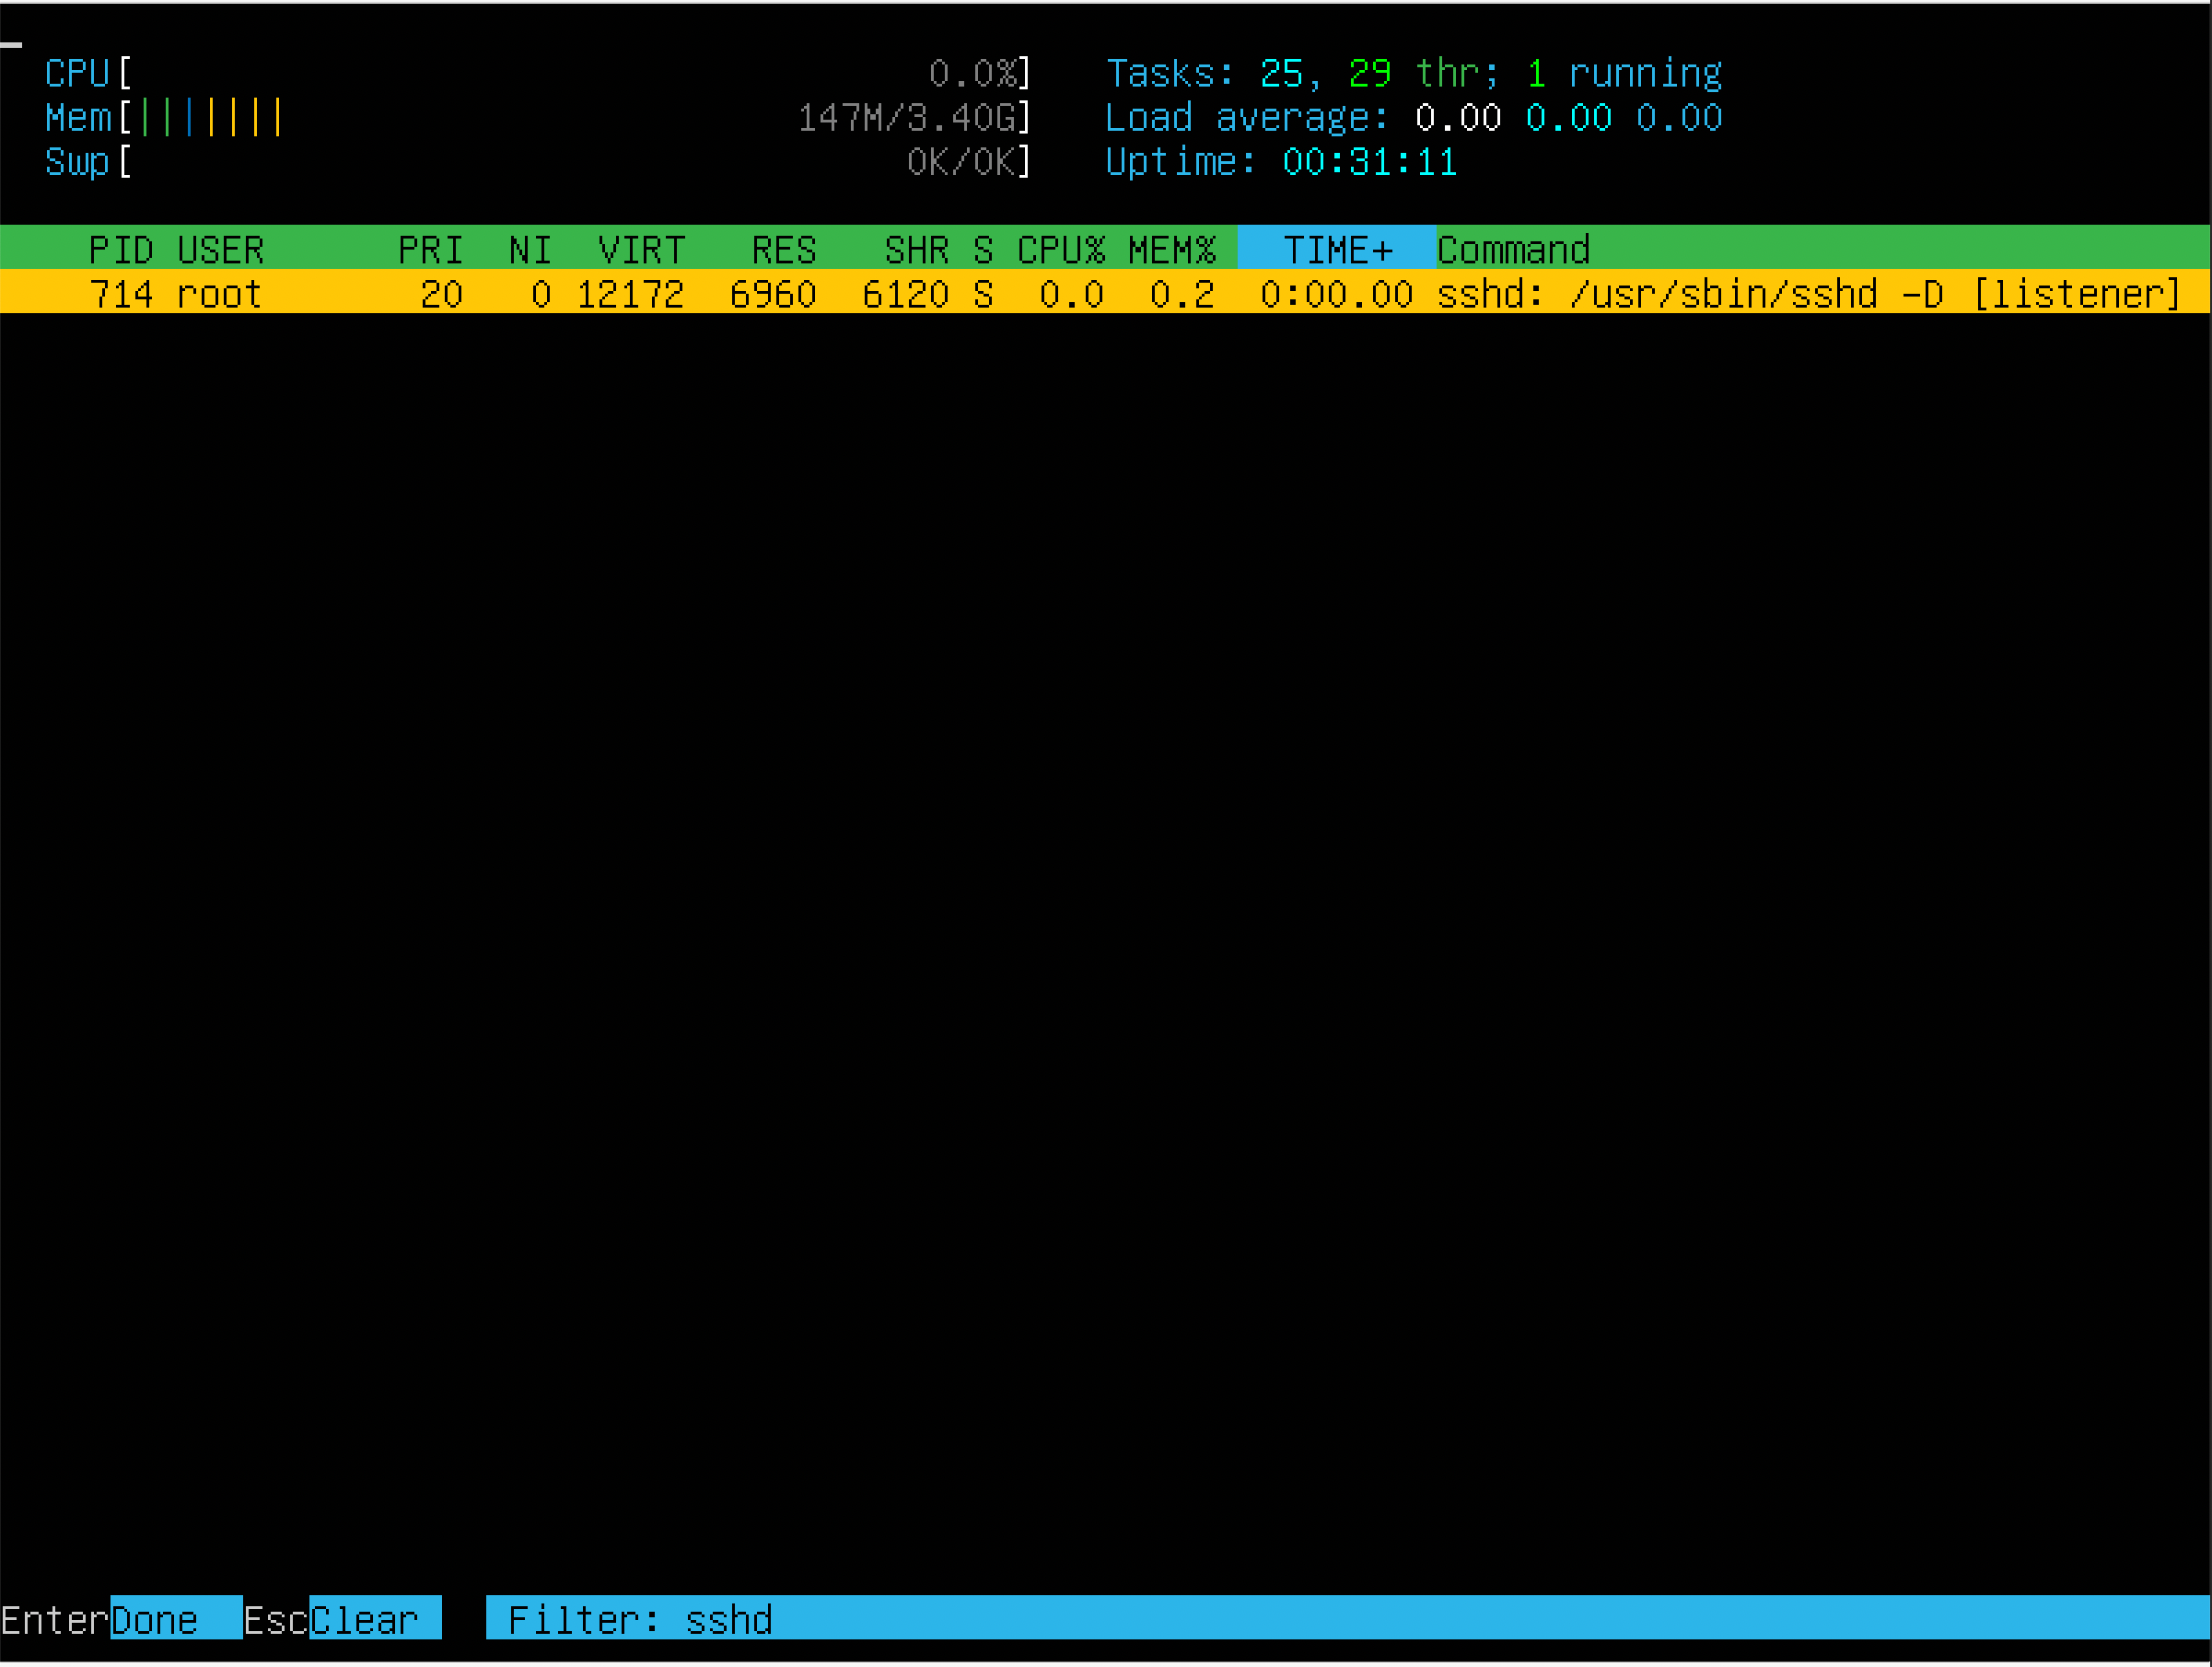 CPU[ 0.0%] Tasks: 25, 29 thr; 1 running
Mem[||||||| 147M/3.40G] Load average: 0.00 0.00 0.00
Swp[ 0K/0K] Uptime: 00:31:11
PID USER PRI NI VIRT RES SHR S CPU% MEM% TIME+ Command
714 root 20 0 12172 6960 6120 S 0.0 0.2 0:00.00 sshd: /usr/sbin/sshd -D [listener]
EnterDone EscClear Filter: sshd